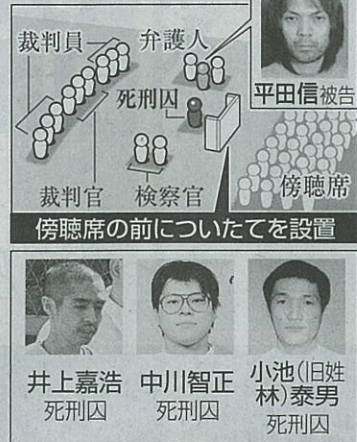 裁判員
弁護人
死刑囚
平田信被告
裁判官
検察官
傍聴席
傍聴席の前についたてを設置
井上嘉浩
死刑囚
中川智正
死刑囚
小池(旧姓
林)泰男
死刑囚